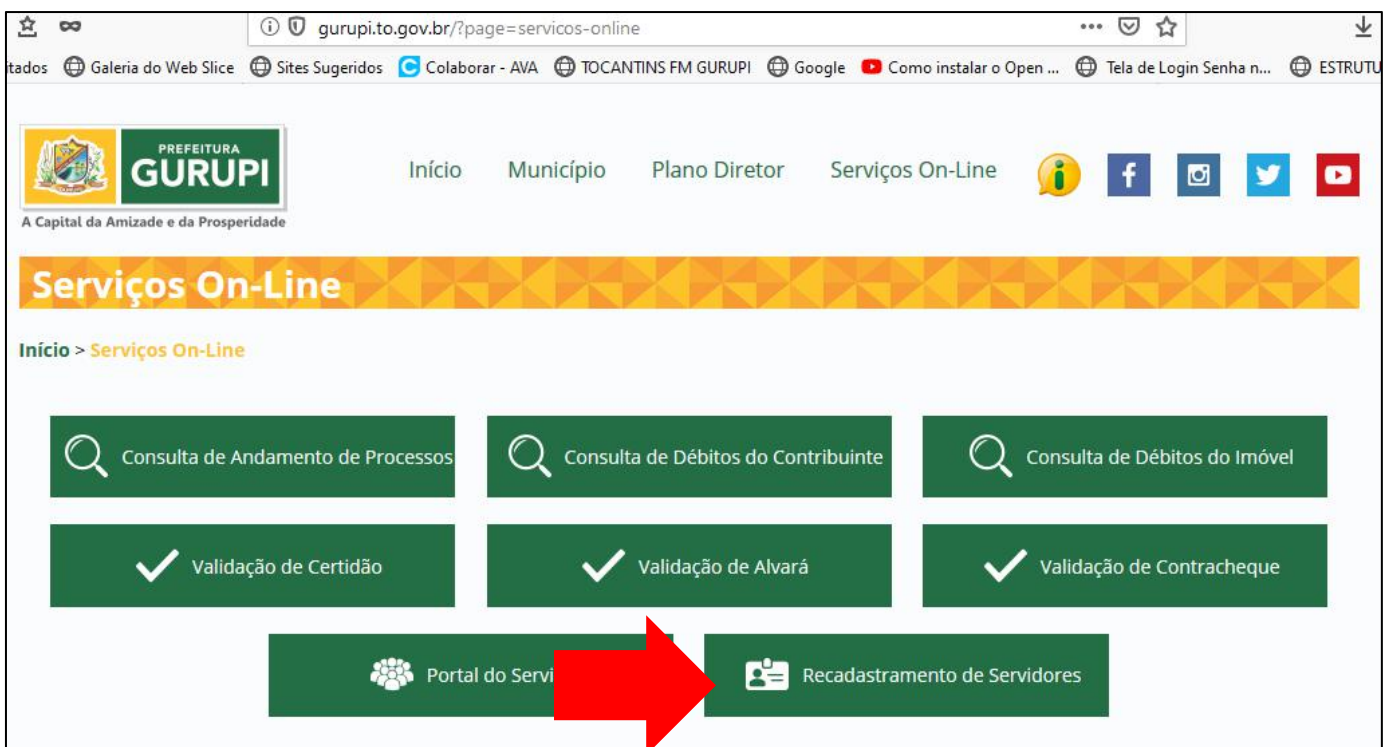 gurupi.to.gov.br/?page=servicos-online
itados Galeria do Web Slice Sites Sugeridos Colaborar - AVA TOCANTINS FM GURUPI Google Como instalar o Open ... Tela de Login Senha n... ESTRUTU
PREFEITURA
GURUPI
A Capital da Amizade e da Prosperidade
Início Município Plano Diretor Serviços On-Line
Serviços On-Line
Início > Serviços On-Line
Consulta de Andamento de Processos Consulta de Débitos do Contribuinte Consulta de Débitos do Imóvel
Validação de Certidão Validação de Alvará Validação de Contracheque
Portal do Servi Recadastramento de Servidores